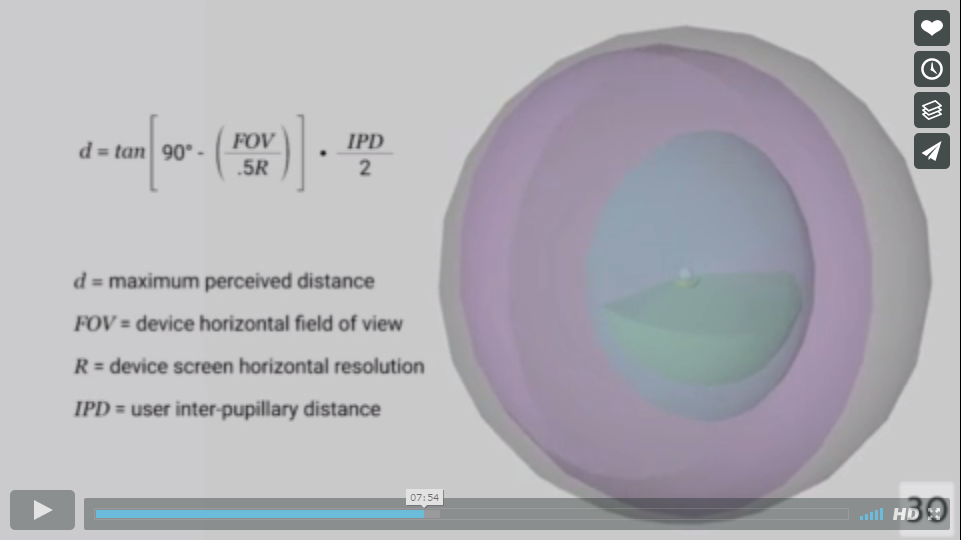 d = tan [ 90° - ( FOV / .5R ) ] • IPD / 2
d = maximum perceived distance
FOV = device horizontal field of view
R = device screen horizontal resolution
IPD = user inter-pupillary distance
07:54
HD
30